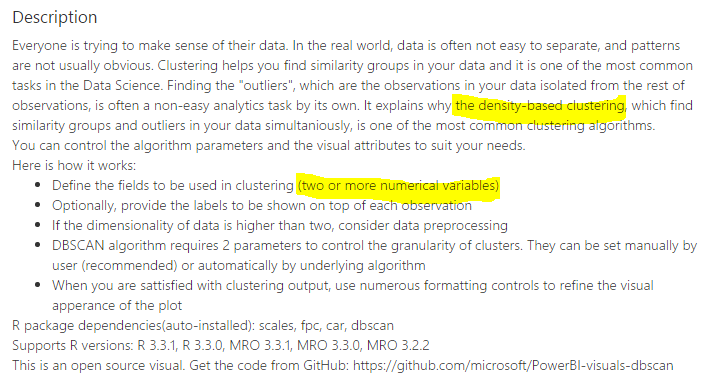 Description
Everyone is trying to make sense of their data. In the real world, data is often not easy to separate, and patterns
are not usually obvious. Clustering helps you find similarity groups in your data and it is one of the most common
tasks in the Data Science. Finding the "outliers", which are the observations in your data isolated from the rest of
observations, is often a non-easy analytics task by its own. It explains why the density-based clustering, which find
similarity groups and outliers in your data simultaniously, is one of the most common clustering algorithms.
You can control the algorithm parameters and the visual attributes to suit your needs.
Here is how it works:
• Define the fields to be used in clustering (two or more numerical variables)
• Optionally, provide the labels to be shown on top of each observation
• If the dimensionality of data is higher than two, consider data preprocessing
• DBSCAN algorithm requires 2 parameters to control the granularity of clusters. They can be set manually by
user (recommended) or automatically by underlying algorithm
• When you are sattisfied with clustering output, use numerous formatting controls to refine the visual
apperance of the plot
R package dependencies(auto-installed): scales, fpc, car, dbscan
Supports R versions: R 3.3.1, R 3.3.0, MRO 3.3.1, MRO 3.3.0, MRO 3.2.2
This is an open source visual. Get the code from GitHub: https://github.com/microsoft/PowerBI-visuals-dbscan